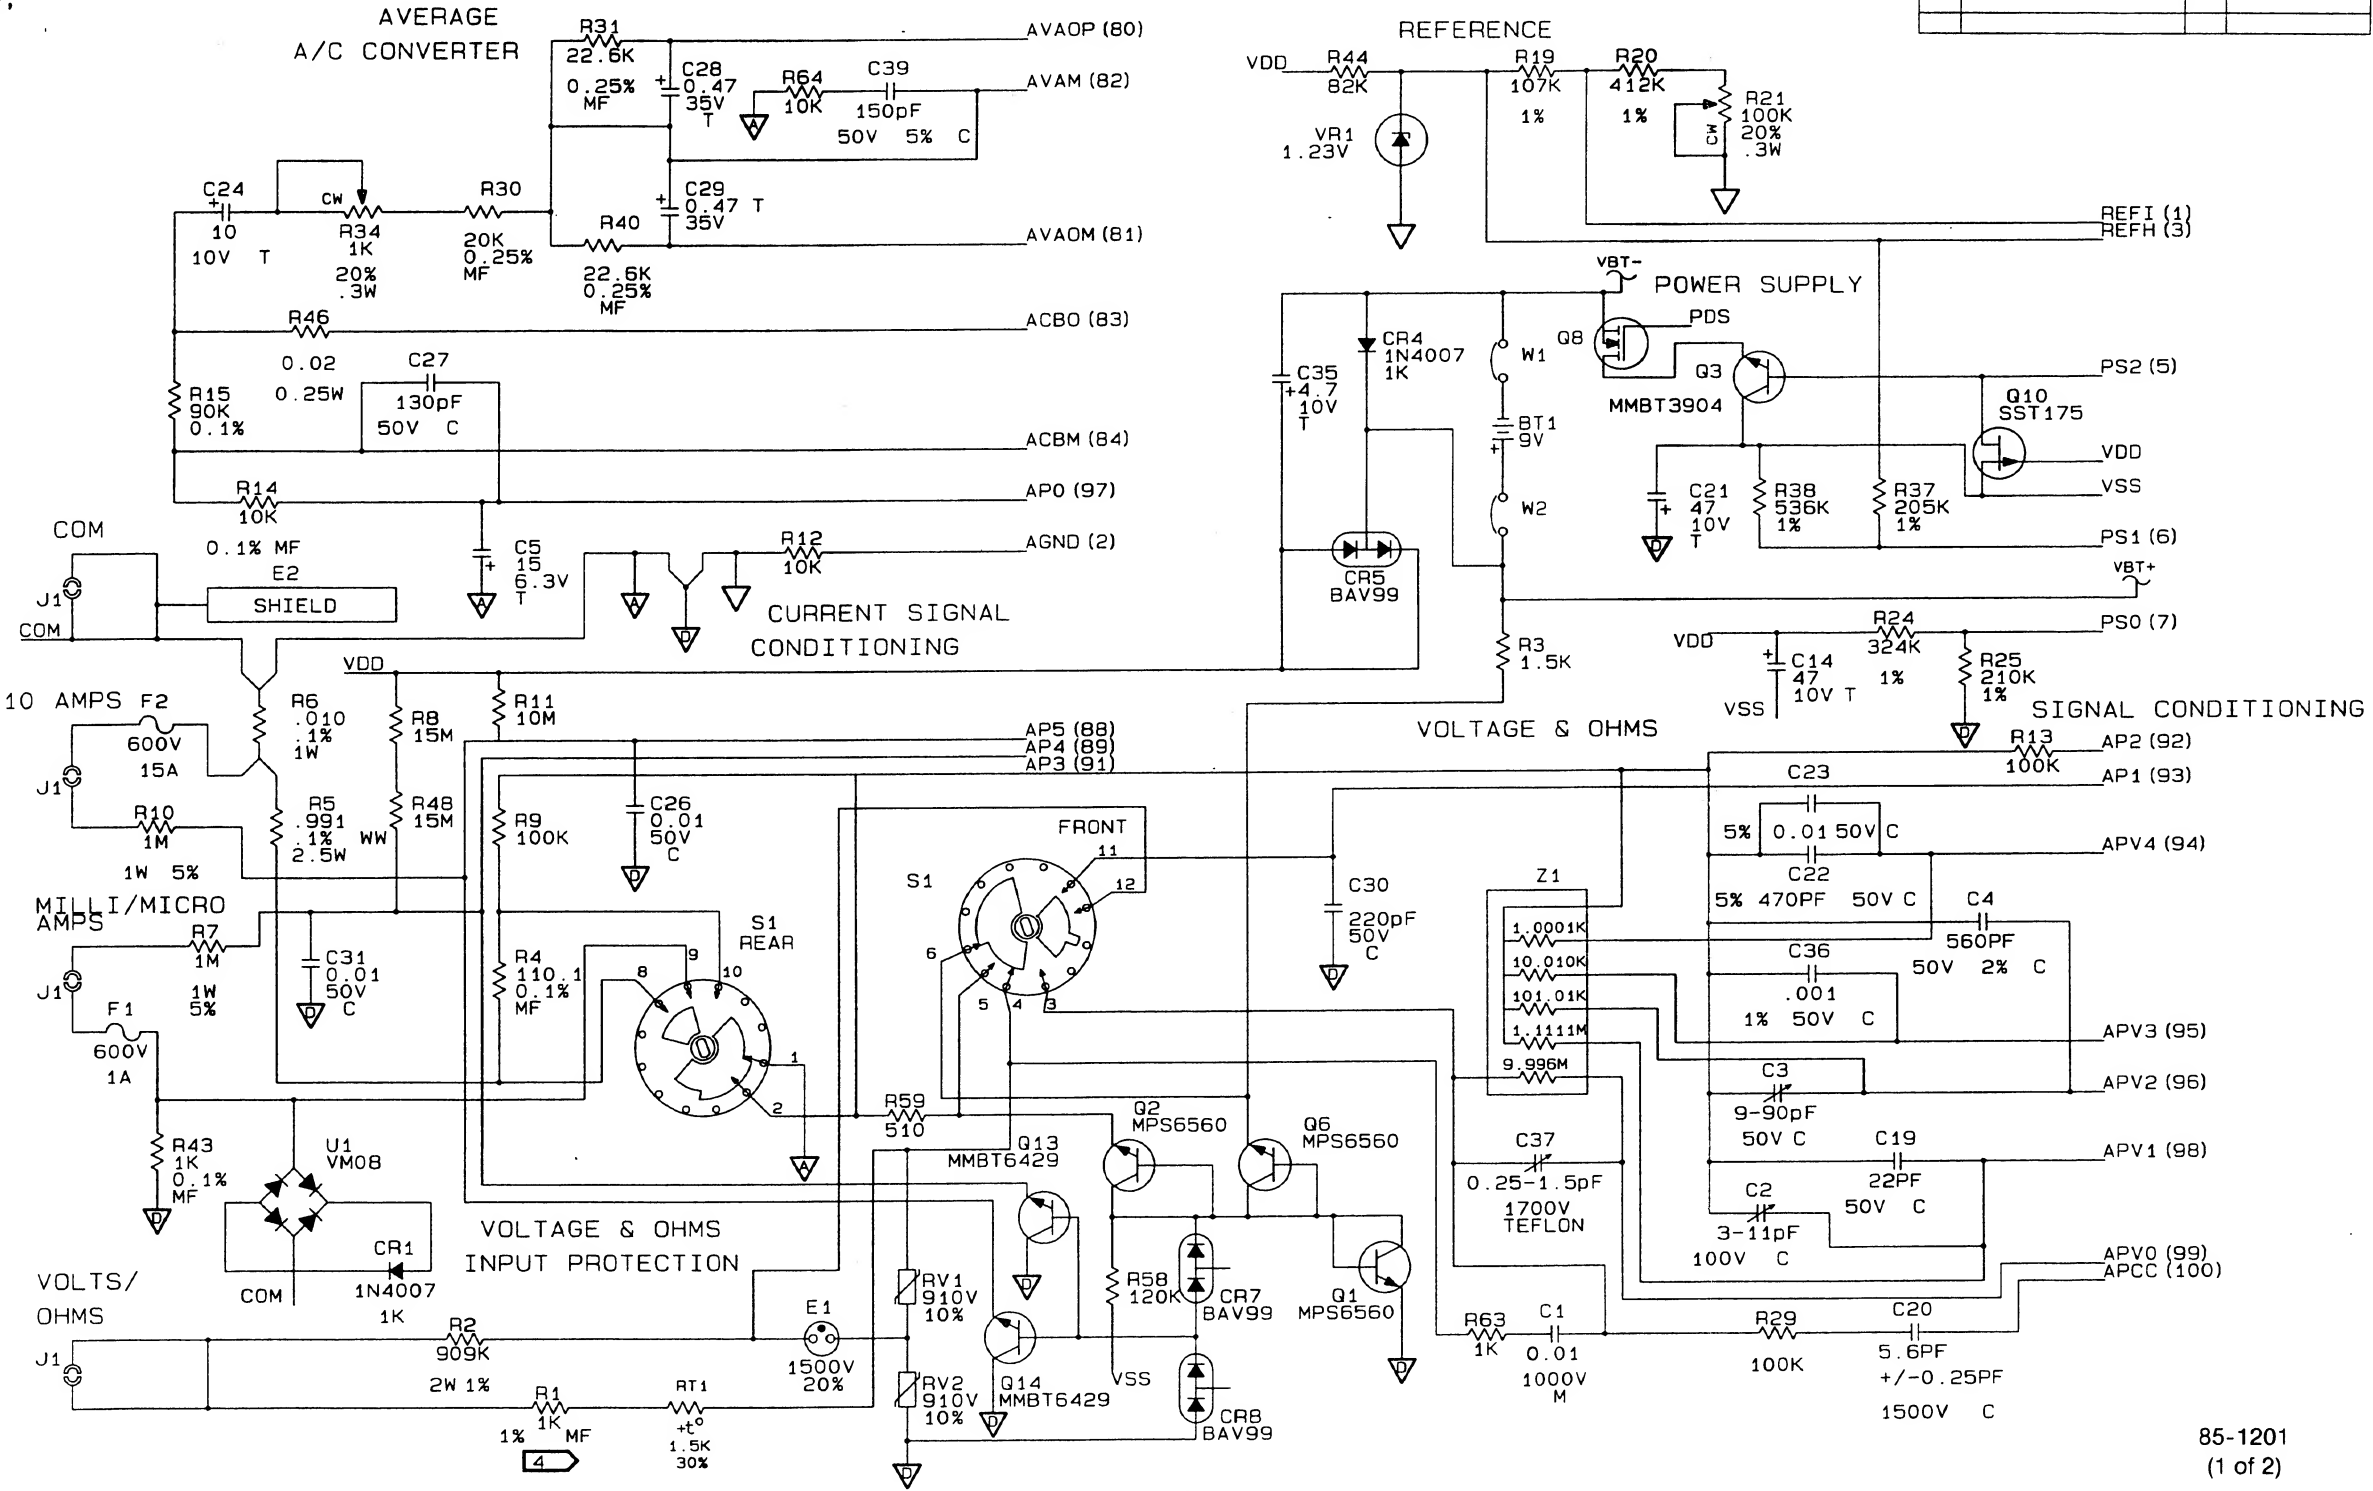 AVERAGE
A/C CONVERTER
R31
22.6K
0.25%
MF
C28
+
0.47
35V
T
R64
10K
C39
150pF
50V 5% C
A
AVAOP (80)
AVAM (82)
C24
+
10
10V T
CW
R34
1K
20%
.3W
R30
20K
0.25%
MF
C29
+
0.47 T
35V
R40
22.6K
0.25%
MF
AVAOM (81)
R46
0.02
0.25W
ACBO (83)
C27
130pF
50V C
R15
90K
0.1%
ACBM (84)
R14
10K
0.1% MF
APO (97)
C5
15
+
6.3V
T
A
R12
10K
AGND (2)
A
D
COM
J1
COM
E2
SHIELD
CURRENT SIGNAL
CONDITIONING
VDD
REFERENCE
VDD
R44
82K
R19
107K
1%
R20
412K
1%
R21
100K
20%
.3W
CW
VR1
1.23V
REFI (1)
REFH (3)
VBT-
POWER SUPPLY
Q8
PDS
CR4
1N4007
1K
W1
C35
+4.7
10V
T
BT1
9V
+
W2
Q3
MMBT3904
PS2 (5)
Q10
SST175
VDD
VSS
C21
47
+
10V
T
D
R38
536K
1%
R37
205K
1%
PS1 (6)
CR5
BAV99
VBT+
R3
1.5K
R24
324K
1%
PS0 (7)
VDD
+
C14
47
10V T
VSS
R25
210K
1%
D
10 AMPS
F2
600V
15A
J1
R6
.010
.1%
1W
R8
15M
R11
10M
AP5 (88)
AP4 (89)
AP3 (91)
R10
1M
1W 5%
R5
.991
.1%
2.5W
WW
R48
15M
R9
100K
C26
0.01
50V
C
D
MILLI/MICRO
AMPS
R7
1M
1W
5%
J1
F1
600V
1A
C31
0.01
50V
C
D
R4
110.1
0.1%
MF
S1
REAR
8
9
10
1
2
A
S1
FRONT
11
12
6
5
4
3
C30
220pF
50V
C
D
VOLTAGE & OHMS
SIGNAL CONDITIONING
R13
100K
AP2 (92)
AP1 (93)
C23
5% 0.01 50V C
C22
5% 470PF 50V C
APV4 (94)
C4
560PF
50V 2% C
Z1
1.0001K
10.010K
101.01K
1.1111M
9.996M
C36
.001
1% 50V C
APV3 (95)
C3
9-90pF
50V C
APV2 (96)
C37
0.25-1.5pF
1700V
TEFLON
C19
22PF
50V C
APV1 (98)
C2
3-11pF
100V C
APV0 (99)
APCC (100)
R43
1K
0.1%
MF
D
U1
VM08
CR1
1N4007
1K
COM
VOLTAGE & OHMS
INPUT PROTECTION
R59
510
Q13
MMBT6429
D
Q2
MPS6560
Q6
MPS6560
R58
120K
VSS
CR7
BAV99
Q1
MPS6560
D
CR8
BAV99
VOLTS/
OHMS
J1
R2
909K
2W 1%
E1
1500V
20%
RV1
910V
10%
RV2
910V
10%
D
Q14
MMBT6429
D
R1
1K
1% MF
4
RT1
+t°
1.5K
30%
R63
1K
C1
0.01
1000V
M
R29
100K
C20
5.6PF
+/-0.25PF
1500V C
85-1201
(1 of 2)